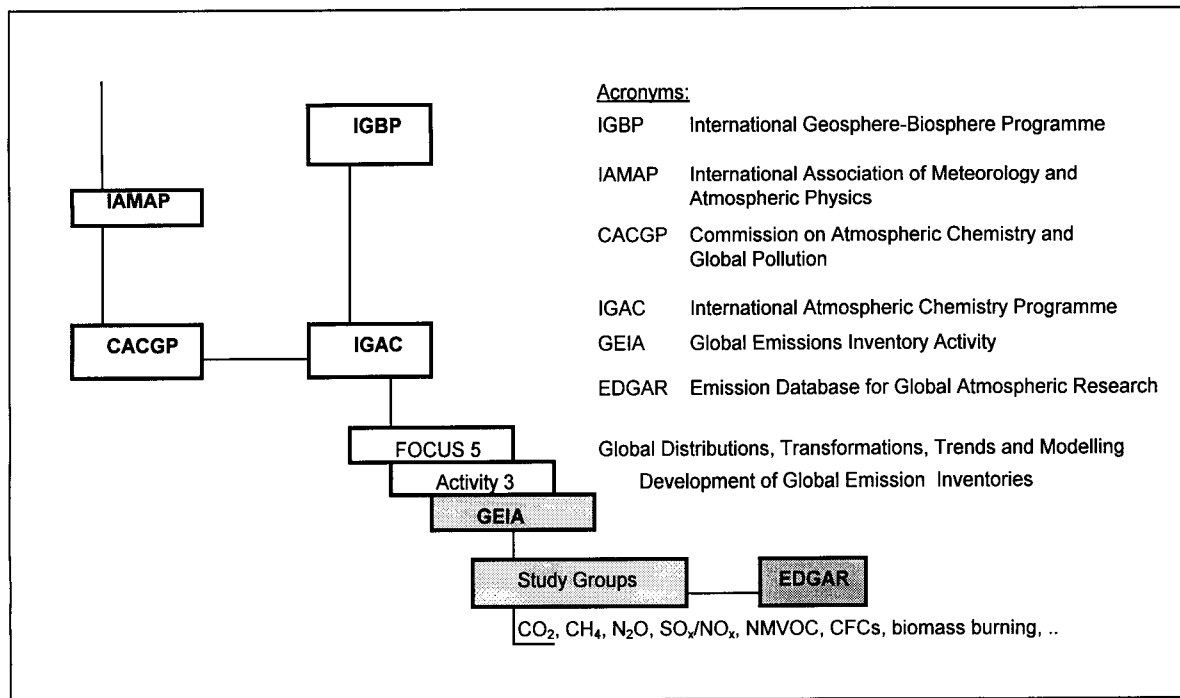 IGBP
IAMAP
CACGP
IGAC
FOCUS 5
Activity 3
GEIA
Study Groups
EDGAR
CO₂, CH₄, N₂O, SOₓ/NOₓ, NMVOC, CFCs, biomass burning, ..
Acronyms:
IGBP International Geosphere-Biosphere Programme
IAMAP International Association of Meteorology and
Atmospheric Physics
CACGP Commission on Atmospheric Chemistry and
Global Pollution
IGAC International Atmospheric Chemistry Programme
GEIA Global Emissions Inventory Activity
EDGAR Emission Database for Global Atmospheric Research
Global Distributions, Transformations, Trends and Modelling
Development of Global Emission Inventories